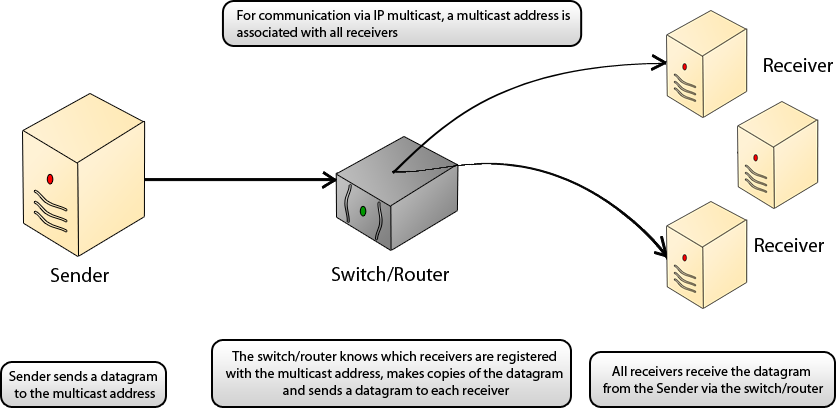 For communication via IP multicast, a multicast address is
associated with all receivers
Receiver
Receiver
Sender
Switch/Router
Sender sends a datagram
to the multicast address
The switch/router knows which receivers are registered
with the multicast address, makes copies of the datagram
and sends a datagram to each receiver
All receivers receive the datagram
from the Sender via the switch/router